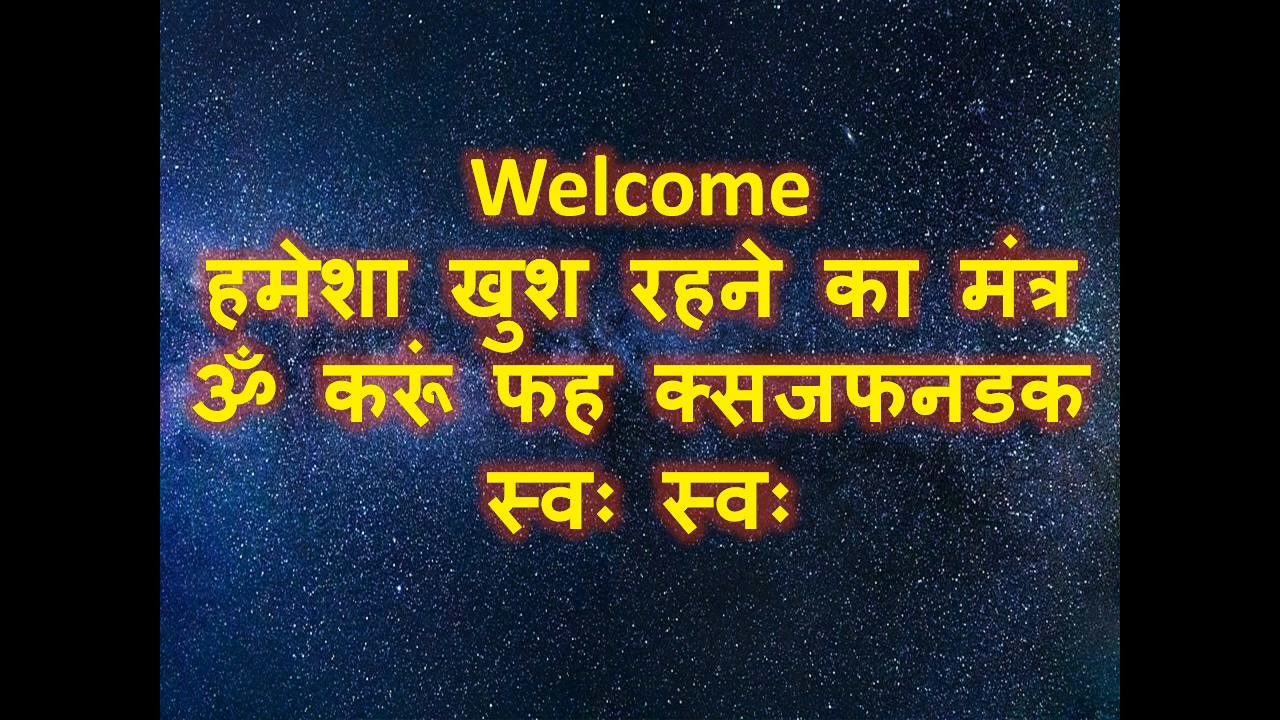 Welcome
हमेशा खुश रहने का मंत्र
ॐ करूं फह क्सजफनडक
स्वः स्वः